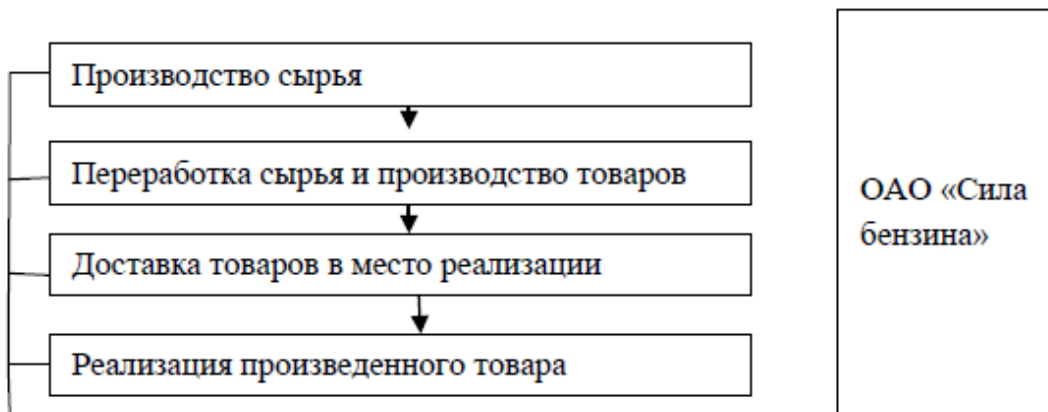 Производство сырья
Переработка сырья и производство товаров
Доставка товаров в место реализации
Реализация произведенного товара
ОАО «Сила
бензина»